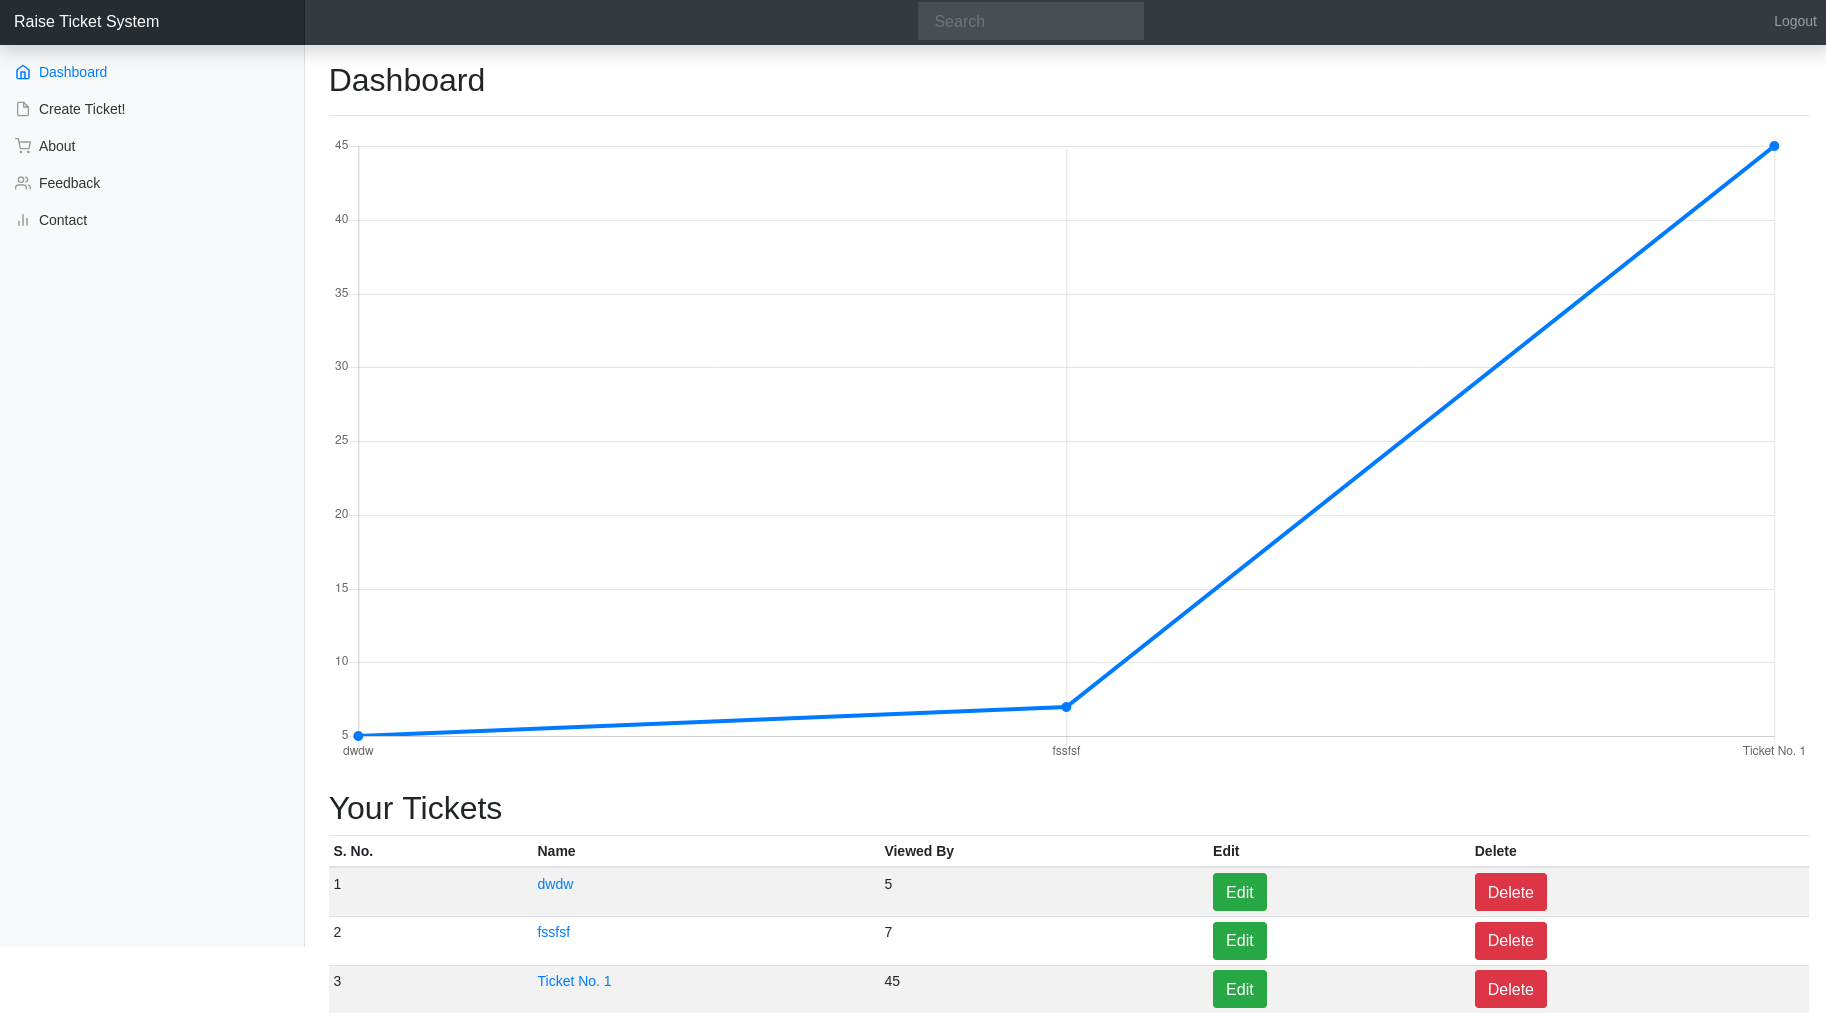 Raise Ticket System
Search
Logout
Dashboard
Create Ticket!
About
Feedback
Contact
Dashboard
45
40
35
30
25
20
15
10
5
dwdw fssfsf Ticket No. 1
Your Tickets
S. No. Name Viewed By Edit Delete
1 dwdw 5 Edit Delete
2 fssfsf 7 Edit Delete
3 Ticket No. 1 45 Edit Delete